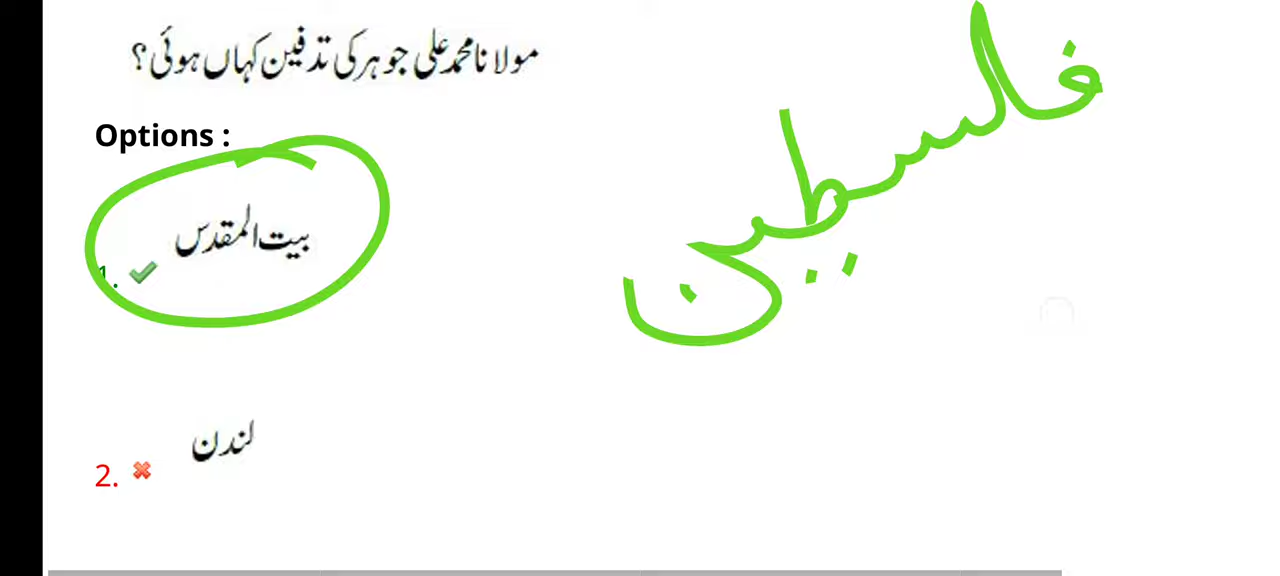 مولانا محمد علی جوہر کی تدفین کہاں ہوئی؟
Options :
بیت المقدس
1.
لندن
2.
فلسطین